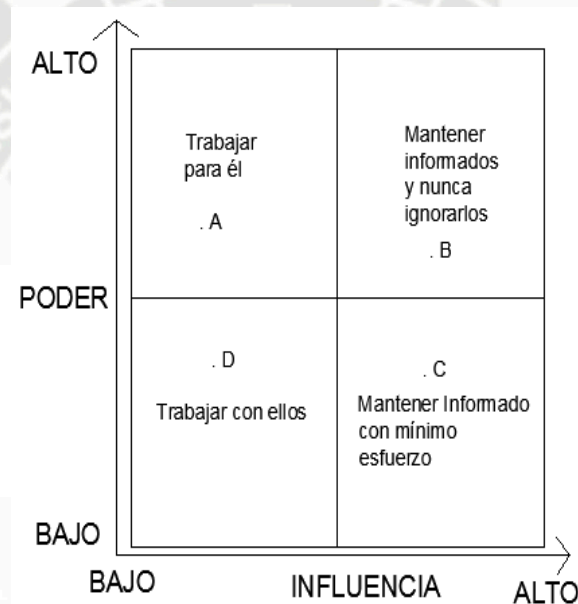 ALTO
Trabajar
para él
. A
Mantener
informados
y nunca
ignorarlos
. B
PODER
. D
Trabajar con ellos
. C
Mantener Informado
con mínimo
esfuerzo
BAJO
BAJO
INFLUENCIA
ALTO